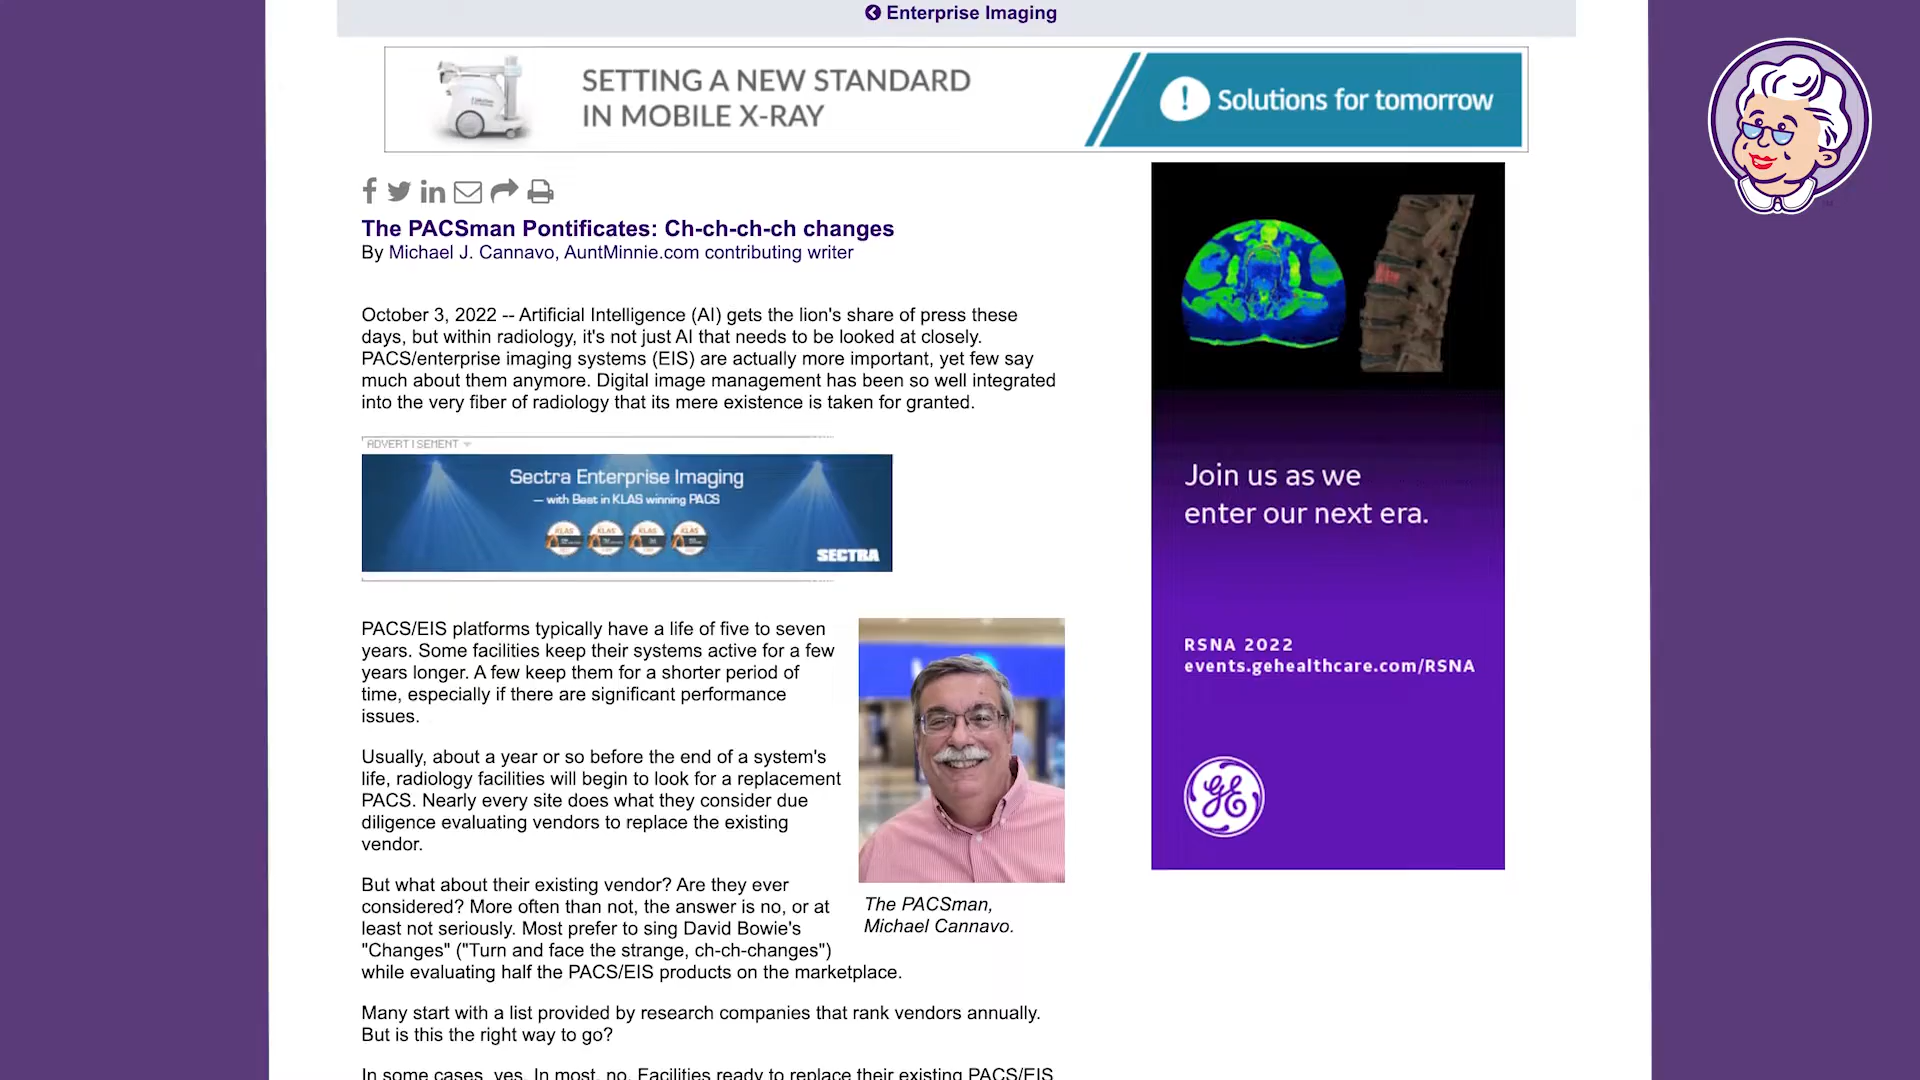 Enterprise Imaging
SETTING A NEW STANDARD
IN MOBILE X-RAY
! Solutions for tomorrow
The PACSman Pontificates: Ch-ch-ch-ch changes
By Michael J. Cannavo, AuntMinnie.com contributing writer
October 3, 2022 -- Artificial Intelligence (AI) gets the lion's share of press these
days, but within radiology, it's not just AI that needs to be looked at closely.
PACS/enterprise imaging systems (EIS) are actually more important, yet few say
much about them anymore. Digital image management has been so well integrated
into the very fiber of radiology that its mere existence is taken for granted.
ADVERTISEMENT
Sectra Enterprise Imaging
– with Best in KLAS winning PACS
KLAS KLAS KLAS KLAS
SECTRA
PACS/EIS platforms typically have a life of five to seven
years. Some facilities keep their systems active for a few
years longer. A few keep them for a shorter period of
time, especially if there are significant performance
issues.
Usually, about a year or so before the end of a system's
life, radiology facilities will begin to look for a replacement
PACS. Nearly every site does what they consider due
diligence evaluating vendors to replace the existing
vendor.
But what about their existing vendor? Are they ever
considered? More often than not, the answer is no, or at
least not seriously. Most prefer to sing David Bowie's
"Changes" ("Turn and face the strange, ch-ch-changes")
while evaluating half the PACS/EIS products on the marketplace.
The PACSman,
Michael Cannavo.
Many start with a list provided by research companies that rank vendors annually.
But is this the right way to go?
In some cases, yes. In most, no. Facilities ready to replace their existing PACS/EIS
Join us as we
enter our next era.
RSNA 2022
events.gehealthcare.com/RSNA
GE